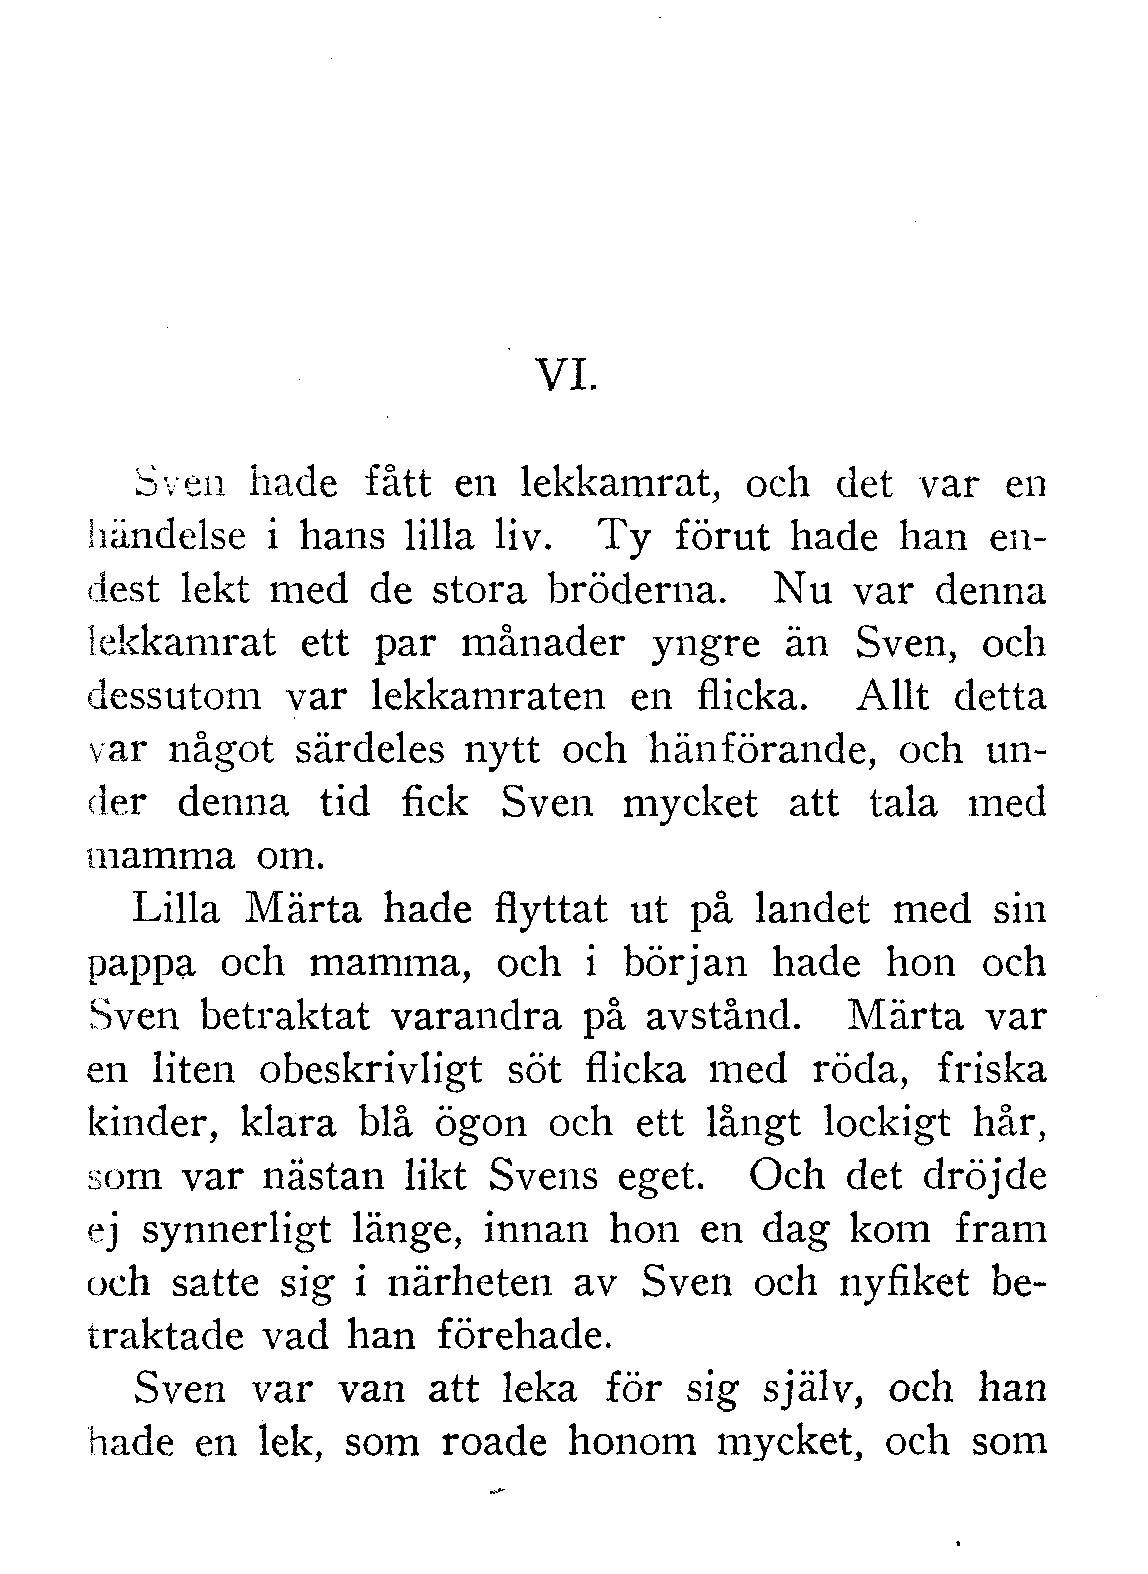 VI.
Sven hade fått en lekkamrat, och det var en
händelse i hans lilla liv. Ty förut hade han en-
dest lekt med de stora bröderna. Nu var denna
lekkamrat ett par månader yngre än Sven, och
dessutom var lekkamraten en flicka. Allt detta
var något särdeles nytt och hänförande, och un-
der denna tid fick Sven mycket att tala med
mamma om.
Lilla Märta hade flyttat ut på landet med sin
pappa och mamma, och i början hade hon och
Sven betraktat varandra på avstånd. Märta var
en liten obeskrivligt söt flicka med röda, friska
kinder, klara blå ögon och ett långt lockigt hår,
som var nästan likt Svens eget. Och det dröjde
ej synnerligt länge, innan hon en dag kom fram
och satte sig i närheten av Sven och nyfiket be-
traktade vad han förehade.
Sven var van att leka för sig själv, och han
hade en lek, som roade honom mycket, och som